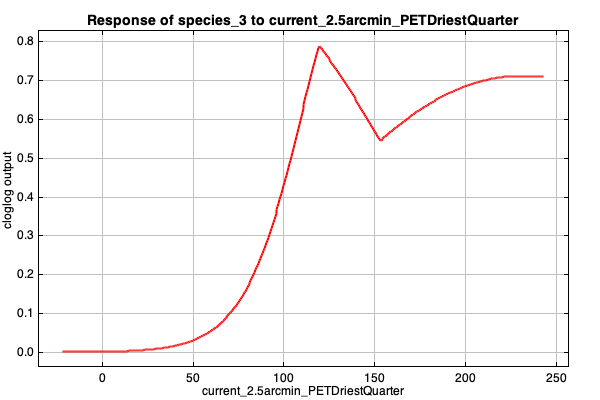 Response of species_3 to current_2.5arcmin_PETDriestQuarter
0.8
0.7
0.6
0.5
0.4
0.3
0.2
0.1
0.0
cloglog output
0 50 100 150 200 250
current_2.5arcmin_PETDriestQuarter